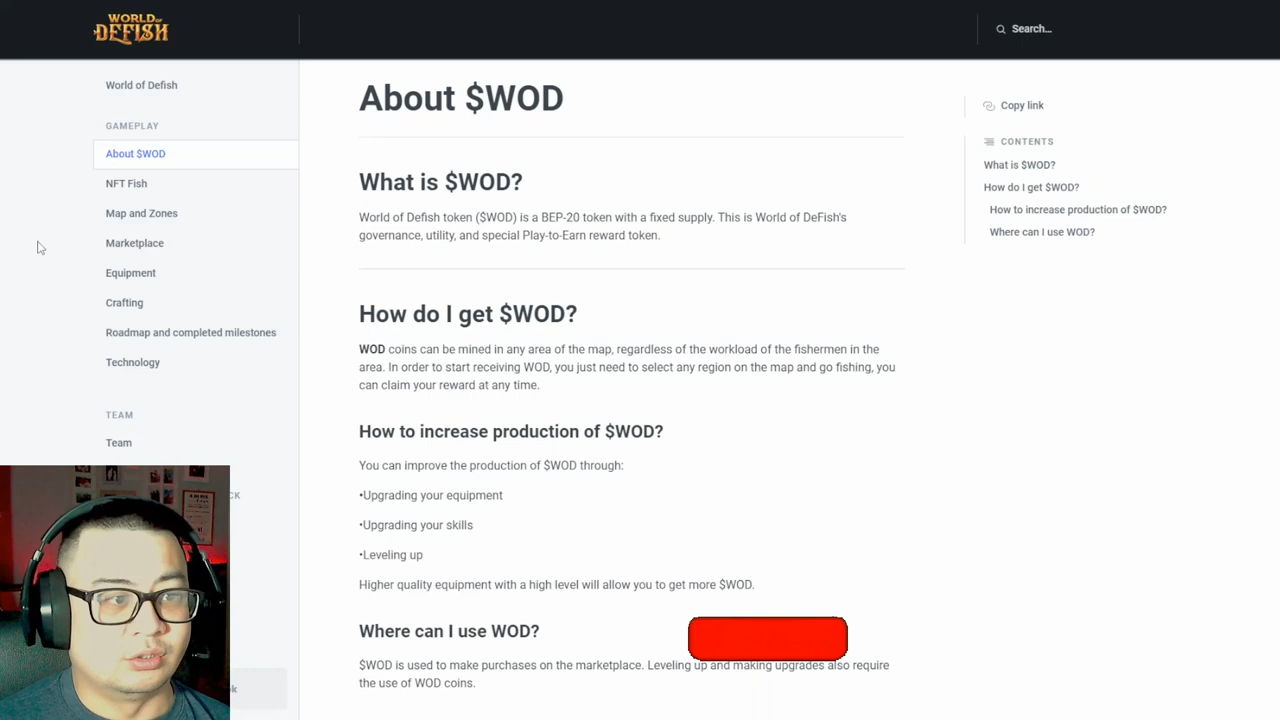 WORLD OF
DEFISH
Search...
World of Defish
GAMEPLAY
About $WOD
NFT Fish
Map and Zones
Marketplace
Equipment
Crafting
Roadmap and completed milestones
Technology
TEAM
Team
CK
k
About $WOD
What is $WOD?
World of Defish token ($WOD) is a BEP-20 token with a fixed supply. This is World of DeFish's
governance, utility, and special Play-to-Earn reward token.
How do I get $WOD?
WOD coins can be mined in any area of the map, regardless of the workload of the fishermen in the
area. In order to start receiving WOD, you just need to select any region on the map and go fishing, you
can claim your reward at any time.
How to increase production of $WOD?
You can improve the production of $WOD through:
•Upgrading your equipment
•Upgrading your skills
•Leveling up
Higher quality equipment with a high level will allow you to get more $WOD.
Where can I use WOD?
$WOD is used to make purchases on the marketplace. Leveling up and making upgrades also require
the use of WOD coins.
Copy link
CONTENTS
What is $WOD?
How do I get $WOD?
How to increase production of $WOD?
Where can I use WOD?